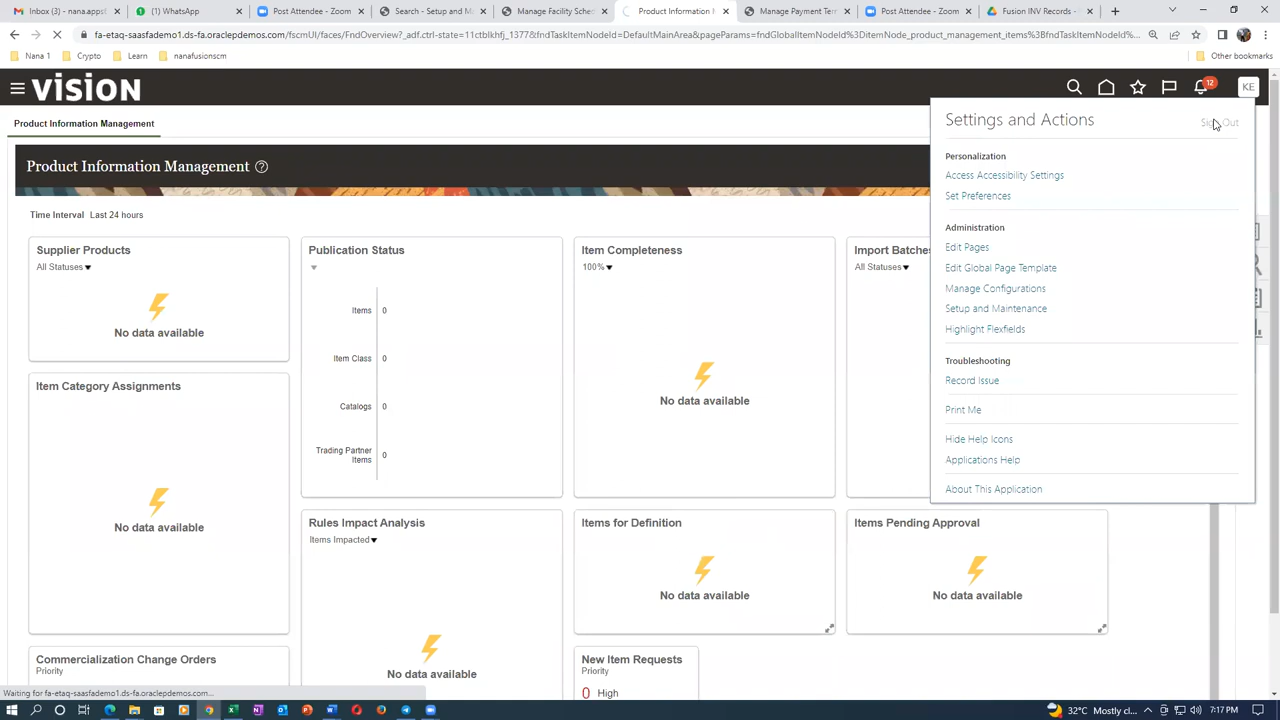 M Inbox (4,313) - nana.appsf
(1) WhatsApp
Post Attendee - Zoom
Search - Setup and Ma
Manage Facility Sched
Product Information M
Manage Payment Term
Post Attendee - Zoom
Fusion INV Records -
fa-etaq-saasfademo1.ds-fa.oraclepdemos.com/fscmUI/faces/FndOverview?_adf.ctrl-state=11ctblkhfj_1377&fndTaskItemNodeId=DefaultMainArea&pageParams=fndGlobalItemNodeId%3DitemNode_product_management_items%3BfndTaskItemNodeId%...
Nana 1
Crypto
Learn
nanafusionscm
Other bookmarks
vision
12
KE
Product Information Management
Settings and Actions
Sign Out
Product Information Management
Personalization
Access Accessibility Settings
Set Preferences
Time Interval Last 24 hours
Administration
Edit Pages
Edit Global Page Template
Manage Configurations
Setup and Maintenance
Highlight Flexfields
Troubleshooting
Record Issue
Print Me
Hide Help Icons
Applications Help
About This Application
Supplier Products
All Statuses
No data available
Publication Status
Items 0
Item Class 0
Catalogs 0
Trading Partner
Items 0
Item Completeness
100%
No data available
Import Batches
All Statuses
Item Category Assignments
No data available
Rules Impact Analysis
Items Impacted
No data available
Items for Definition
No data available
Items Pending Approval
No data available
Commercialization Change Orders
Priority
New Item Requests
Priority
0 High
Waiting for fa-etaq-saasfademo1.ds-fa.oraclepdemos.com...
32°C Mostly cl...
7:17 PM